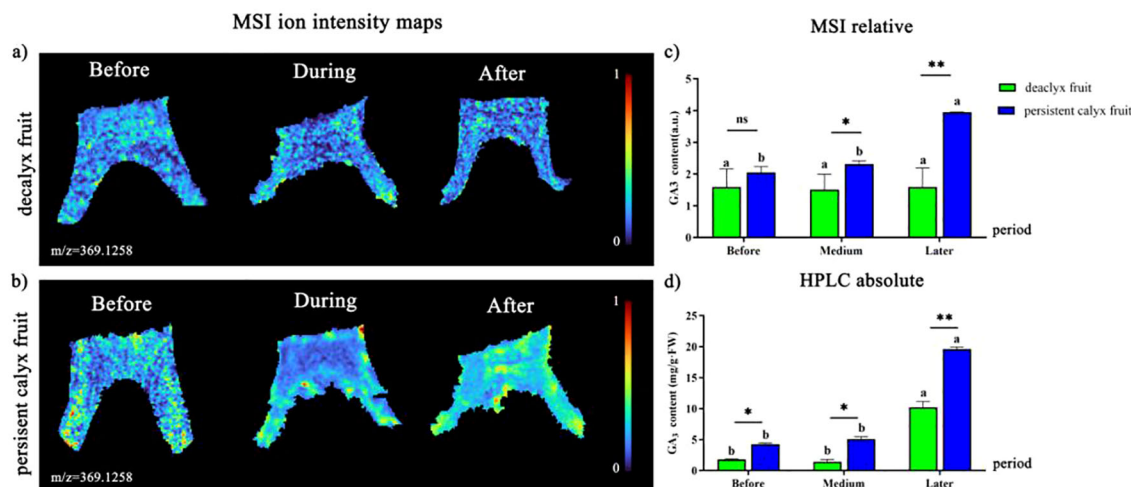 MSI ion intensity maps
MSI relative
a)
Before
During
After
1
0
decalyx fruit
m/z=369.1258
c)
deaclyx fruit
persistent calyx fruit
GA3 content(a.u.)
5
4
3
2
1
0
ns
*
**
a
b
a
b
a
a
Before
Medium
Later
period
b)
Before
During
After
1
0
persisent calyx fruit
m/z=369.1258
d)
HPLC absolute
GA3 content (mg/g·FW)
25
20
15
10
5
0
*
*
**
b
b
b
b
a
a
Before
Medium
Later
period